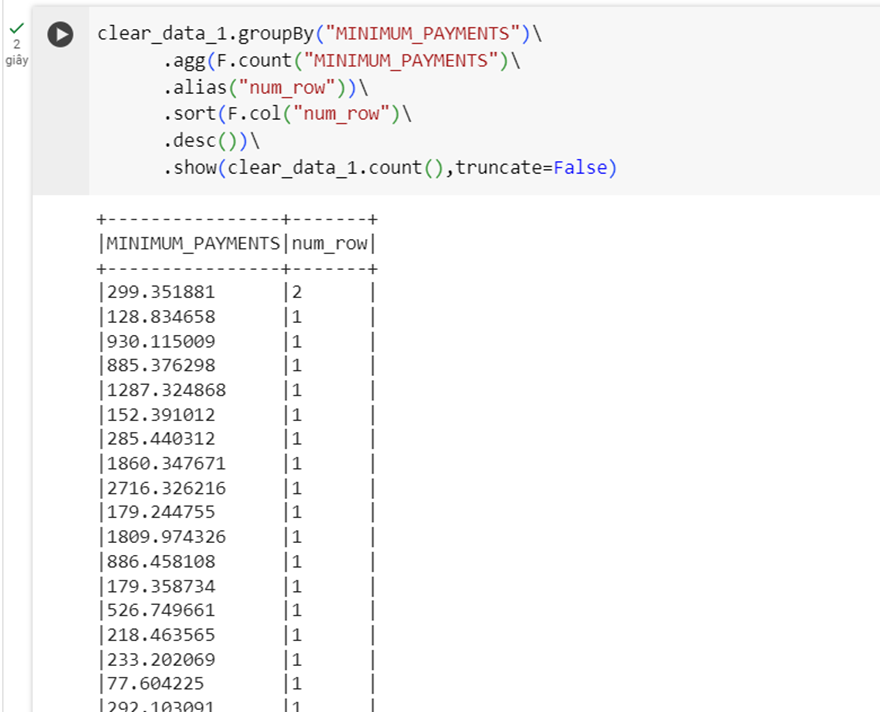 2
giây
clear_data_1.groupBy("MINIMUM_PAYMENTS")\
.agg(F.count("MINIMUM_PAYMENTS")\
.alias("num_row"))\
.sort(F.col("num_row")\
.desc())\
.show(clear_data_1.count(),truncate=False)
+----------------+-------+
|MINIMUM_PAYMENTS|num_row|
+----------------+-------+
|299.351881      |2      |
|128.834658      |1      |
|930.115009      |1      |
|885.376298      |1      |
|1287.324868     |1      |
|152.391012      |1      |
|285.440312      |1      |
|1860.347671     |1      |
|2716.326216     |1      |
|179.244755      |1      |
|1809.974326     |1      |
|886.458108      |1      |
|179.358734      |1      |
|526.749661      |1      |
|218.463565      |1      |
|233.202069      |1      |
|77.604225       |1      |
|292.103091      |1      |